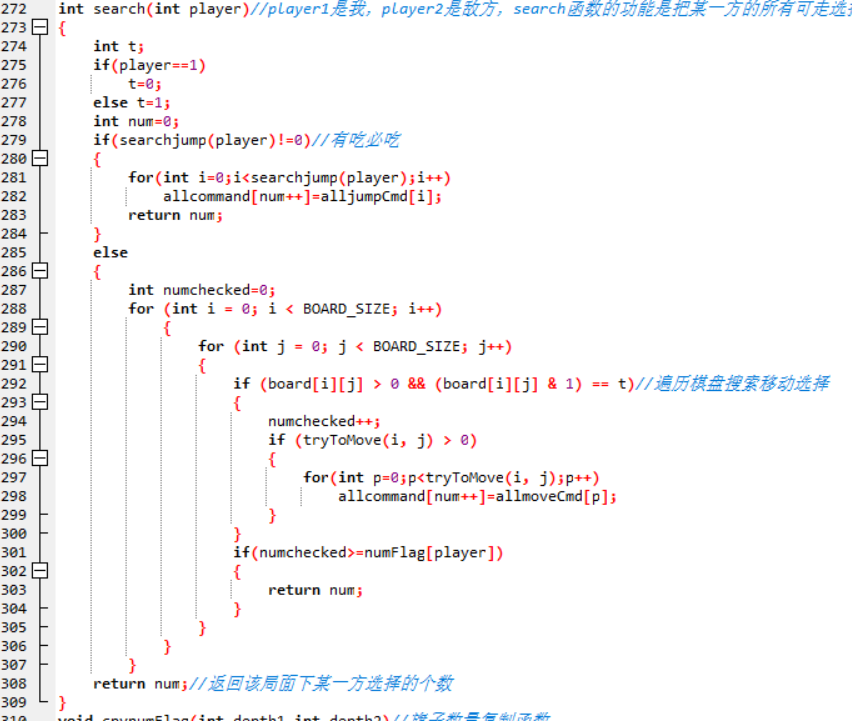 272 int search(int player)//player1是我，player2是敌方，search函数的功能是把某一方的所有可走选
273 {
274 int t;
275 if(player==1)
276 t=0;
277 else t=1;
278 int num=0;
279 if(searchjump(player)!=0)//有吃必吃
280 {
281 for(int i=0;i<searchjump(player);i++)
282 allcommand[num++]=alljumpCmd[i];
283 return num;
284 }
285 else
286 {
287 int numchecked=0;
288 for (int i = 0; i < BOARD_SIZE; i++)
289 {
290 for (int j = 0; j < BOARD_SIZE; j++)
291 {
292 if (board[i][j] > 0 && (board[i][j] & 1) == t)//遍历棋盘搜索移动选择
293 {
294 numchecked++;
295 if (tryToMove(i, j) > 0)
296 {
297 for(int p=0;p<tryToMove(i, j);p++)
298 allcommand[num++]=allmoveCmd[p];
299 }
300 }
301 if(numchecked>=numFlag[player])
302 {
303 return num;
304 }
305 }
306 }
307 }
308 return num;//返回该局面下某一方选择的个数
309 }
310 void cpynumFlag(int depth1,int depth2)//棋子数量复制函数